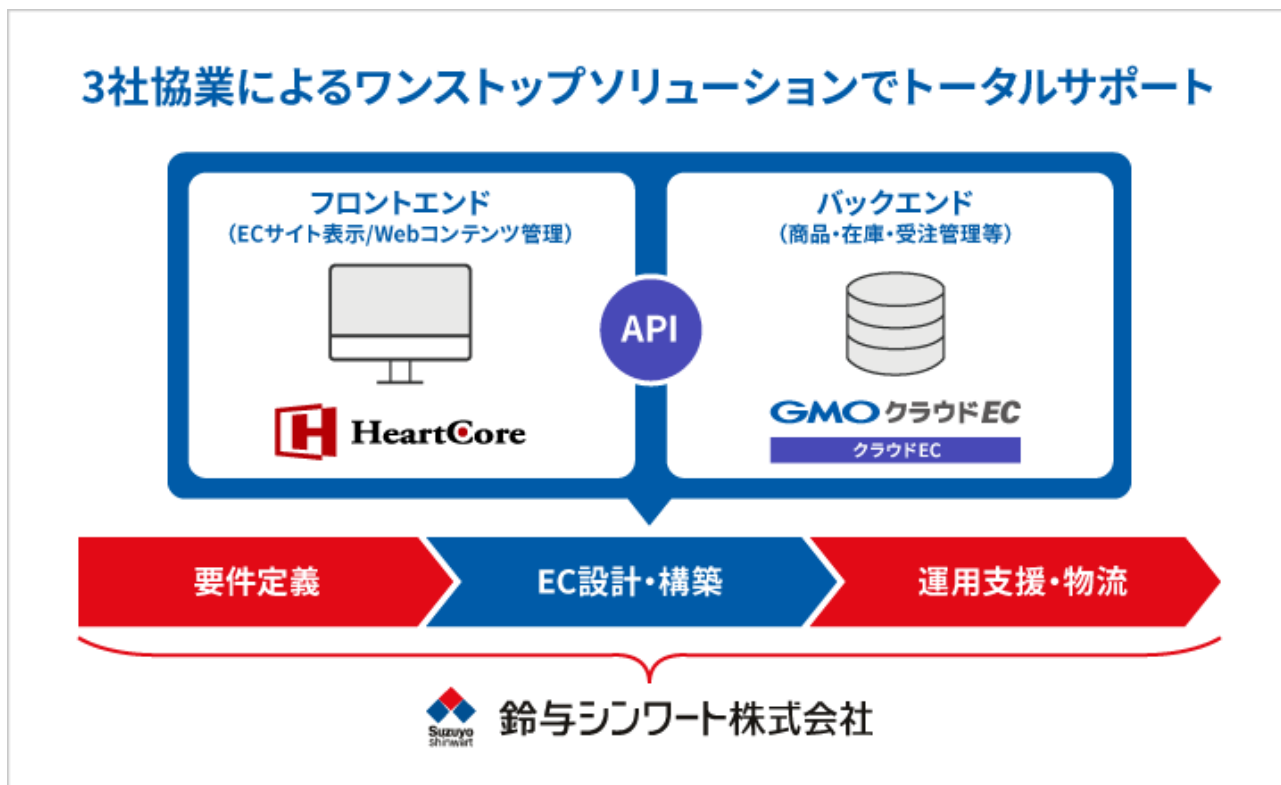 3社協業によるワンストップソリューションでトータルサポート
フロントエンド
（ECサイト表示/Webコンテンツ管理）
HeartCore
API
バックエンド
（商品・在庫・受注管理等）
GMOクラウドEC
クラウドEC
要件定義
EC設計・構築
運用支援・物流
Suzuyo
Shinwart
鈴与シンワート株式会社